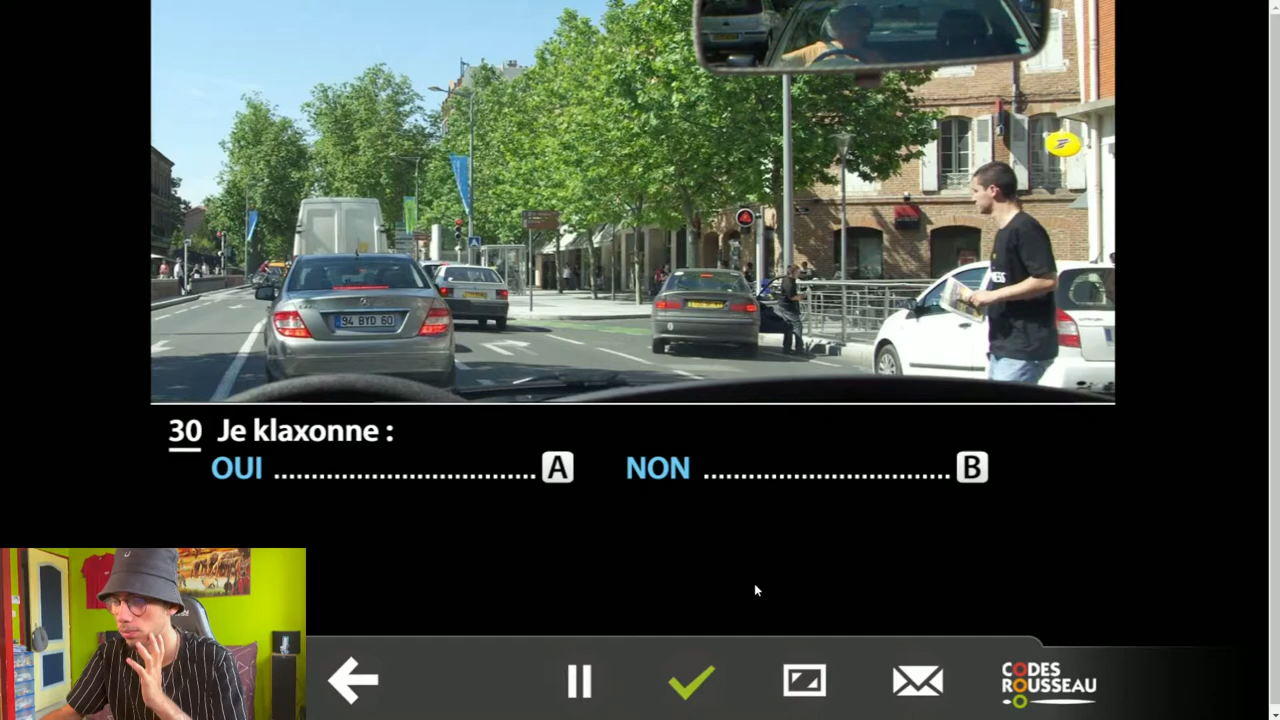 94 BYD 60
30 Je klaxonne :
OUI .................................... A NON .................................. B
CODES
ROUSSEAU